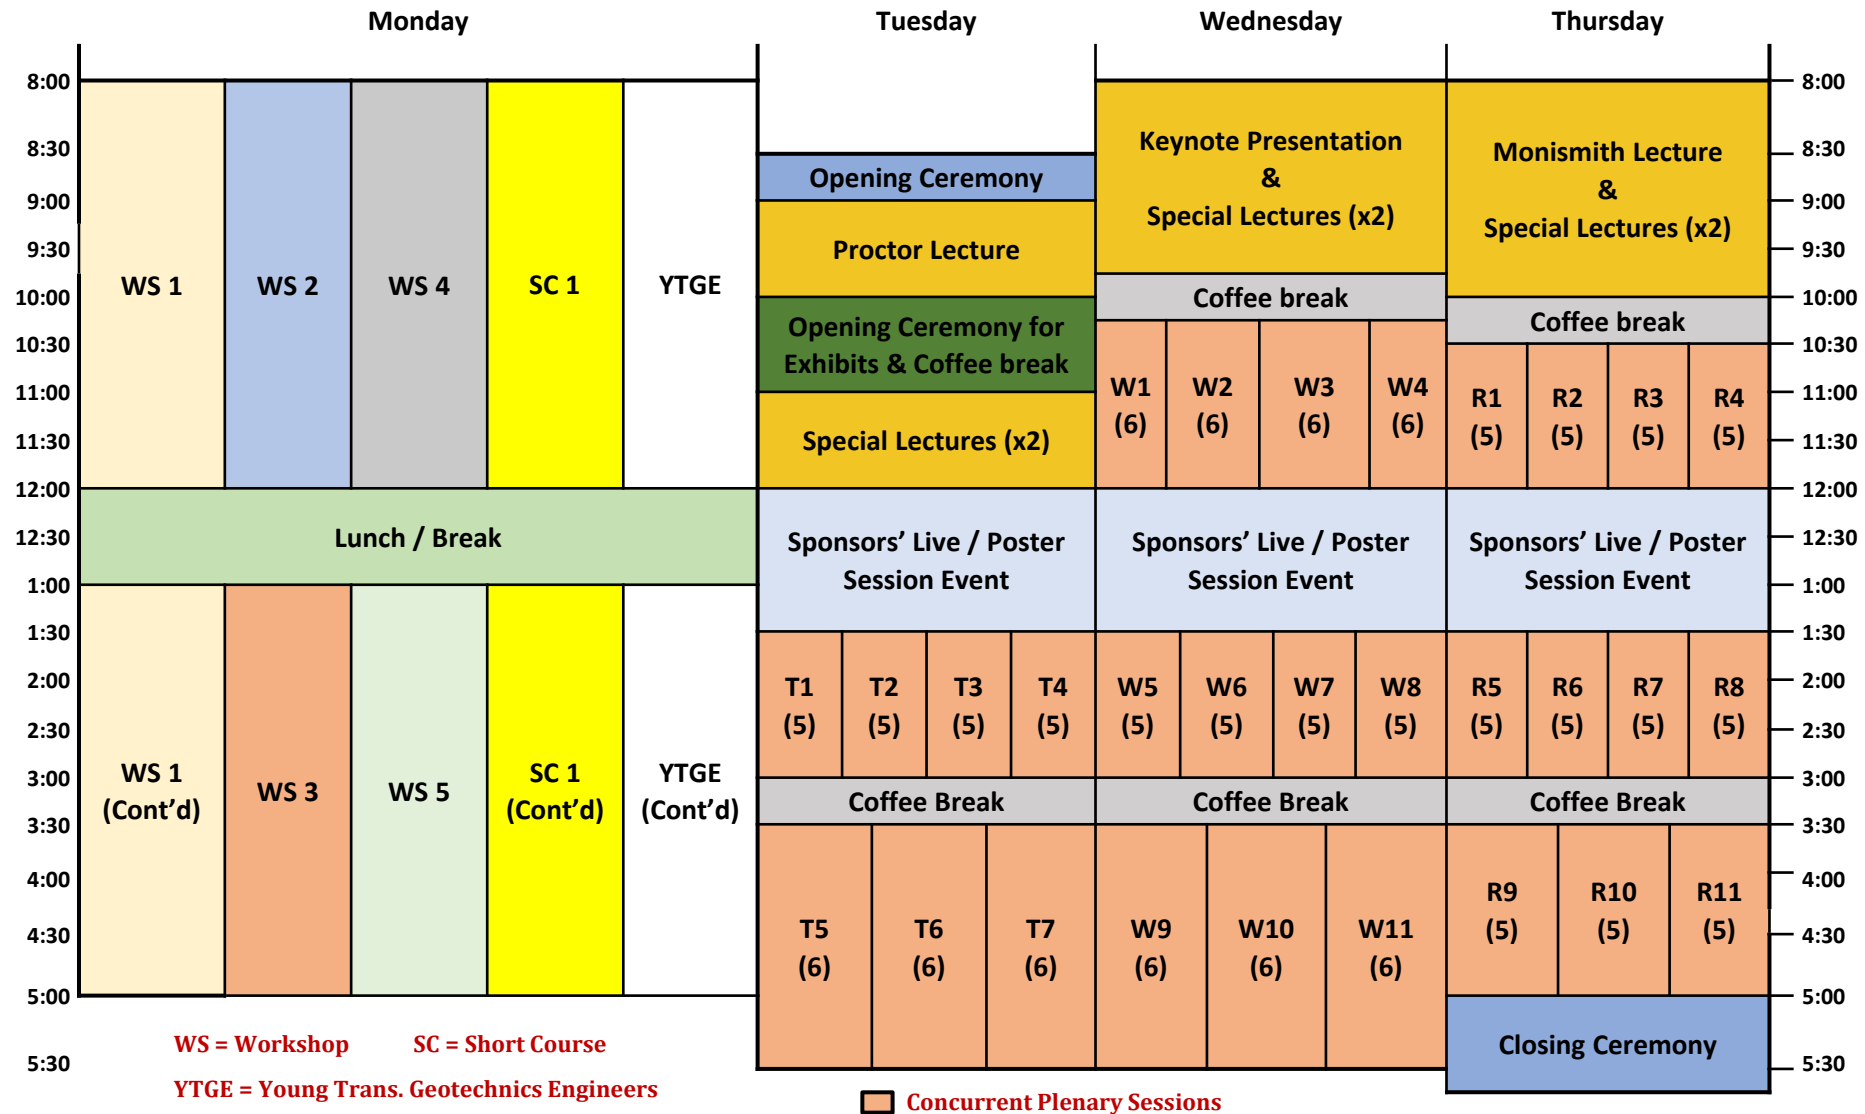 Monday
Tuesday
Wednesday
Thursday
8:00
8:30
9:00
9:30
10:00
10:30
11:00
11:30
12:00
12:30
1:00
1:30
2:00
2:30
3:00
3:30
4:00
4:30
5:00
5:30
WS 1
WS 2
WS 4
SC 1
YTGE
Lunch / Break
WS 1
(Cont’d)
WS 3
WS 5
SC 1
(Cont’d)
YTGE
(Cont’d)
Opening Ceremony
Proctor Lecture
Opening Ceremony for
Exhibits & Coffee break
Special Lectures (x2)
Sponsors’ Live / Poster
Session Event
T1
(5)
T2
(5)
T3
(5)
T4
(5)
Coffee Break
T5
(6)
T6
(6)
T7
(6)
Keynote Presentation
&
Special Lectures (x2)
Coffee break
W1
(6)
W2
(6)
W3
(6)
W4
(6)
Sponsors’ Live / Poster
Session Event
W5
(5)
W6
(5)
W7
(5)
W8
(5)
Coffee Break
W9
(6)
W10
(6)
W11
(6)
Monismith Lecture
&
Special Lectures (x2)
Coffee break
R1
(5)
R2
(5)
R3
(5)
R4
(5)
Sponsors’ Live / Poster
Session Event
R5
(5)
R6
(5)
R7
(5)
R8
(5)
Coffee Break
R9
(5)
R10
(5)
R11
(5)
Closing Ceremony
8:00
8:30
9:00
9:30
10:00
10:30
11:00
11:30
12:00
12:30
1:00
1:30
2:00
2:30
3:00
3:30
4:00
4:30
5:00
5:30
WS = Workshop
SC = Short Course
YTGE = Young Trans. Geotechnics Engineers
Concurrent Plenary Sessions